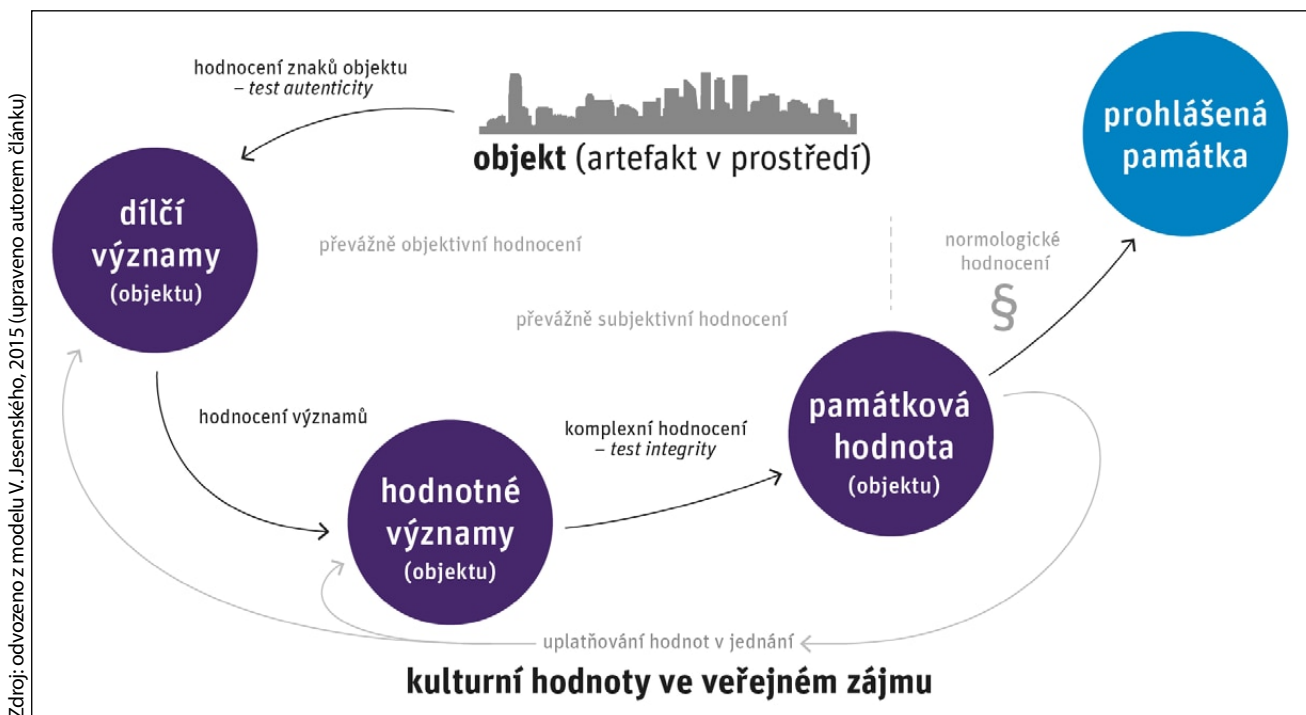 hodnocení znaků objektu
– test autenticity
objekt (artefakt v prostředí)
prohlášená
památka
dílčí
významy
(objektu)
převážně objektivní hodnocení
normologické
hodnocení
§
převážně subjektivní hodnocení
hodnocení významů
komplexní hodnocení
– test integrity
památková
hodnota
(objektu)
hodnotné
významy
(objektu)
uplatňování hodnot v jednání
kulturní hodnoty ve veřejném zájmu
Zdroj: odvozeno z modelu V. Jesenského, 2015 (upraveno autorem článku)